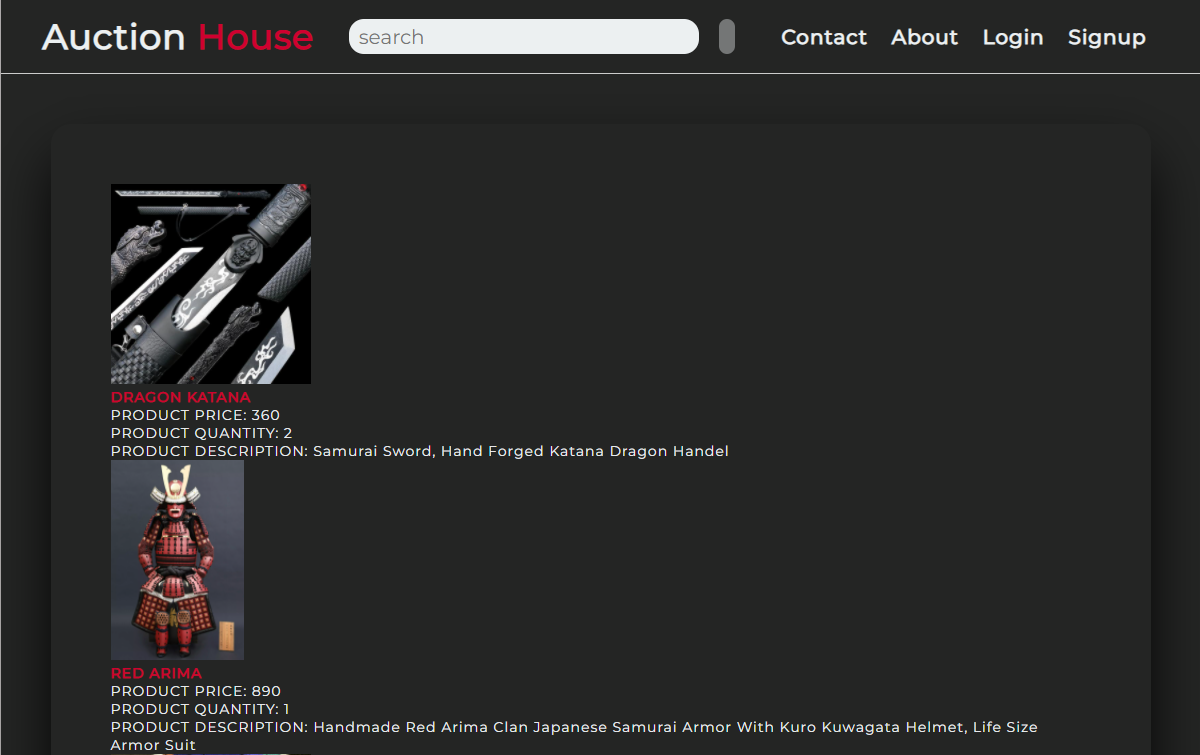 Auction House
search
Contact About Login Signup
DRAGON KATANA
PRODUCT PRICE: 360
PRODUCT QUANTITY: 2
PRODUCT DESCRIPTION: Samurai Sword, Hand Forged Katana Dragon Handel
RED ARIMA
PRODUCT PRICE: 890
PRODUCT QUANTITY: 1
PRODUCT DESCRIPTION: Handmade Red Arima Clan Japanese Samurai Armor With Kuro Kuwagata Helmet, Life Size
Armor Suit